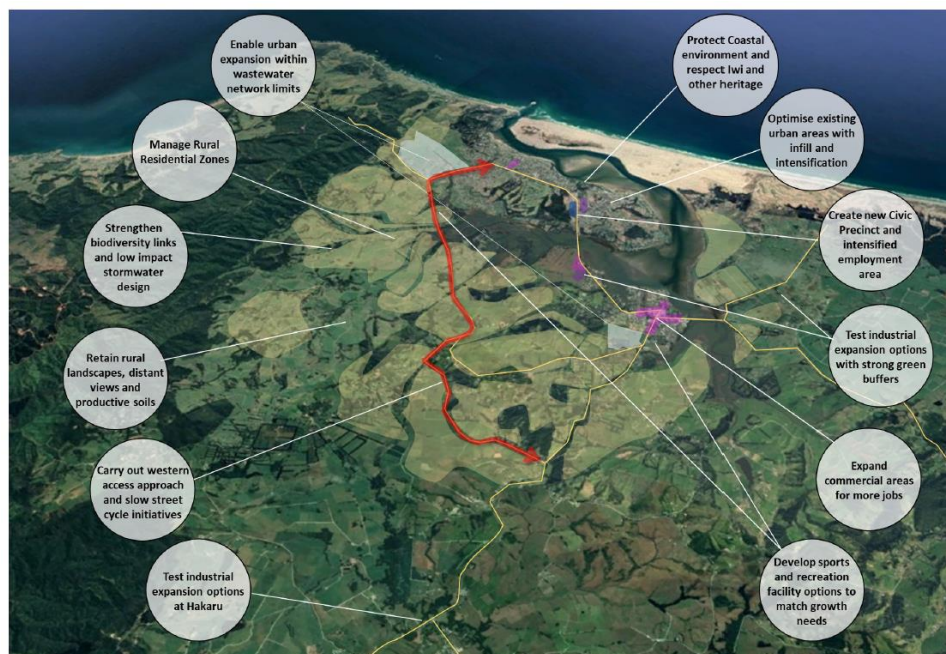 Enable urban
expansion within
wastewater
network limits
Protect Coastal
environment and
respect Iwi and
other heritage
Manage Rural
Residential Zones
Optimise existing
urban areas with
infill and
intensification
Strengthen
biodiversity links
and low impact
stormwater
design
Create new Civic
Precinct and
intensified
employment
area
Retain rural
landscapes, distant
views and
productive soils
Test industrial
expansion options
with strong green
buffers
Carry out western
access approach
and slow street
cycle initiatives
Expand
commercial areas
for more jobs
Test industrial
expansion options
at Hakaru
Develop sports
and recreation
facility options to
match growth
needs